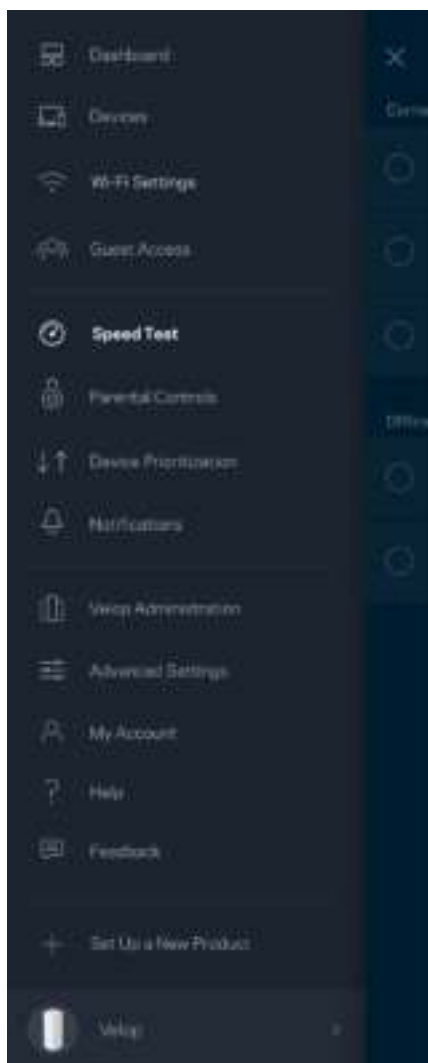 Dashboard
Devices
Wi-Fi Settings
Guest Access
Speed Test
Parental Controls
Device Prioritization
Notifications
Velop Administration
Advanced Settings
My Account
Help
Feedback
Set Up a New Product
Velop